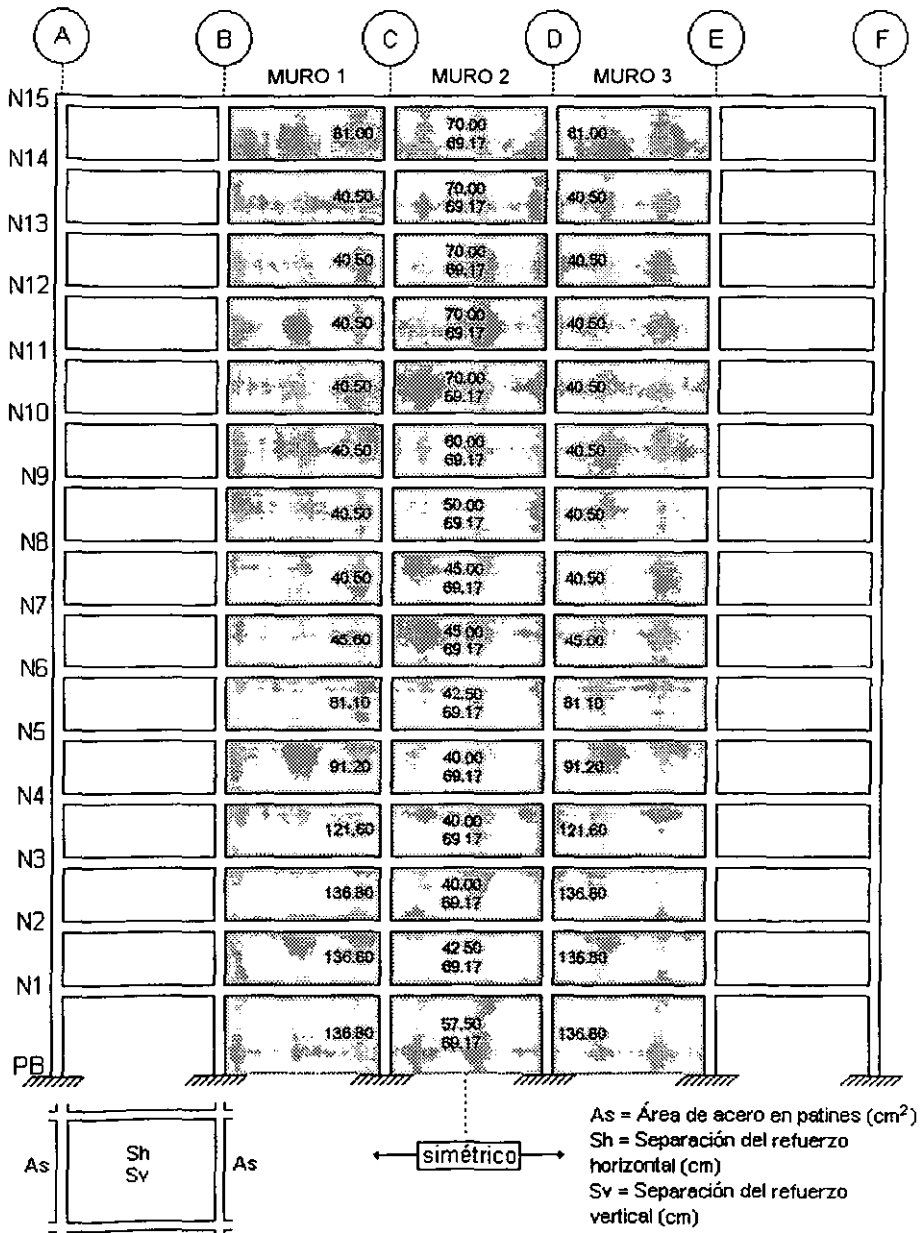 A B C D E F
MURO 1 MURO 2 MURO 3
N15
81.00 70.00 81.00
69.17
N14
40.50 70.00 40.50
69.17
N13
40.50 70.00 40.50
69.17
N12
40.50 70.00 40.50
69.17
N11
40.50 70.00 40.50
69.17
N10
40.50 60.00 40.50
69.17
N9
40.50 50.00 40.50
69.17
N8
40.50 45.00 40.50
69.17
N7
45.60 45.00 45.00
69.17
N6
81.10 42.50 81.10
69.17
N5
91.20 40.00 91.20
69.17
N4
121.60 40.00 121.60
69.17
N3
136.80 40.00 136.80
69.17
N2
136.80 42.50 136.80
69.17
N1
136.80 57.50 136.80
69.17
PB
As Sh As
Sv
simétrico
As = Área de acero en patines (cm²)
Sh = Separación del refuerzo
horizontal (cm)
Sv = Separación del refuerzo
vertical (cm)